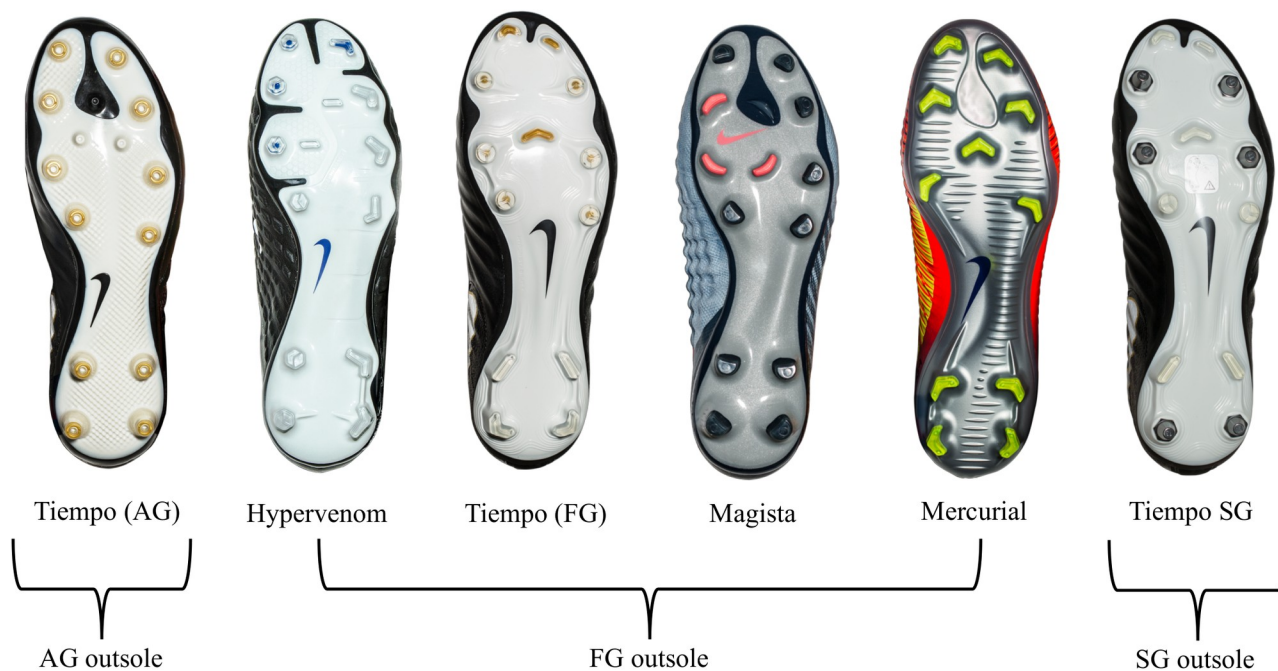 Tiempo (AG)
Hypervenom
Tiempo (FG)
Magista
Mercurial
Tiempo SG
AG outsole
FG outsole
SG outsole